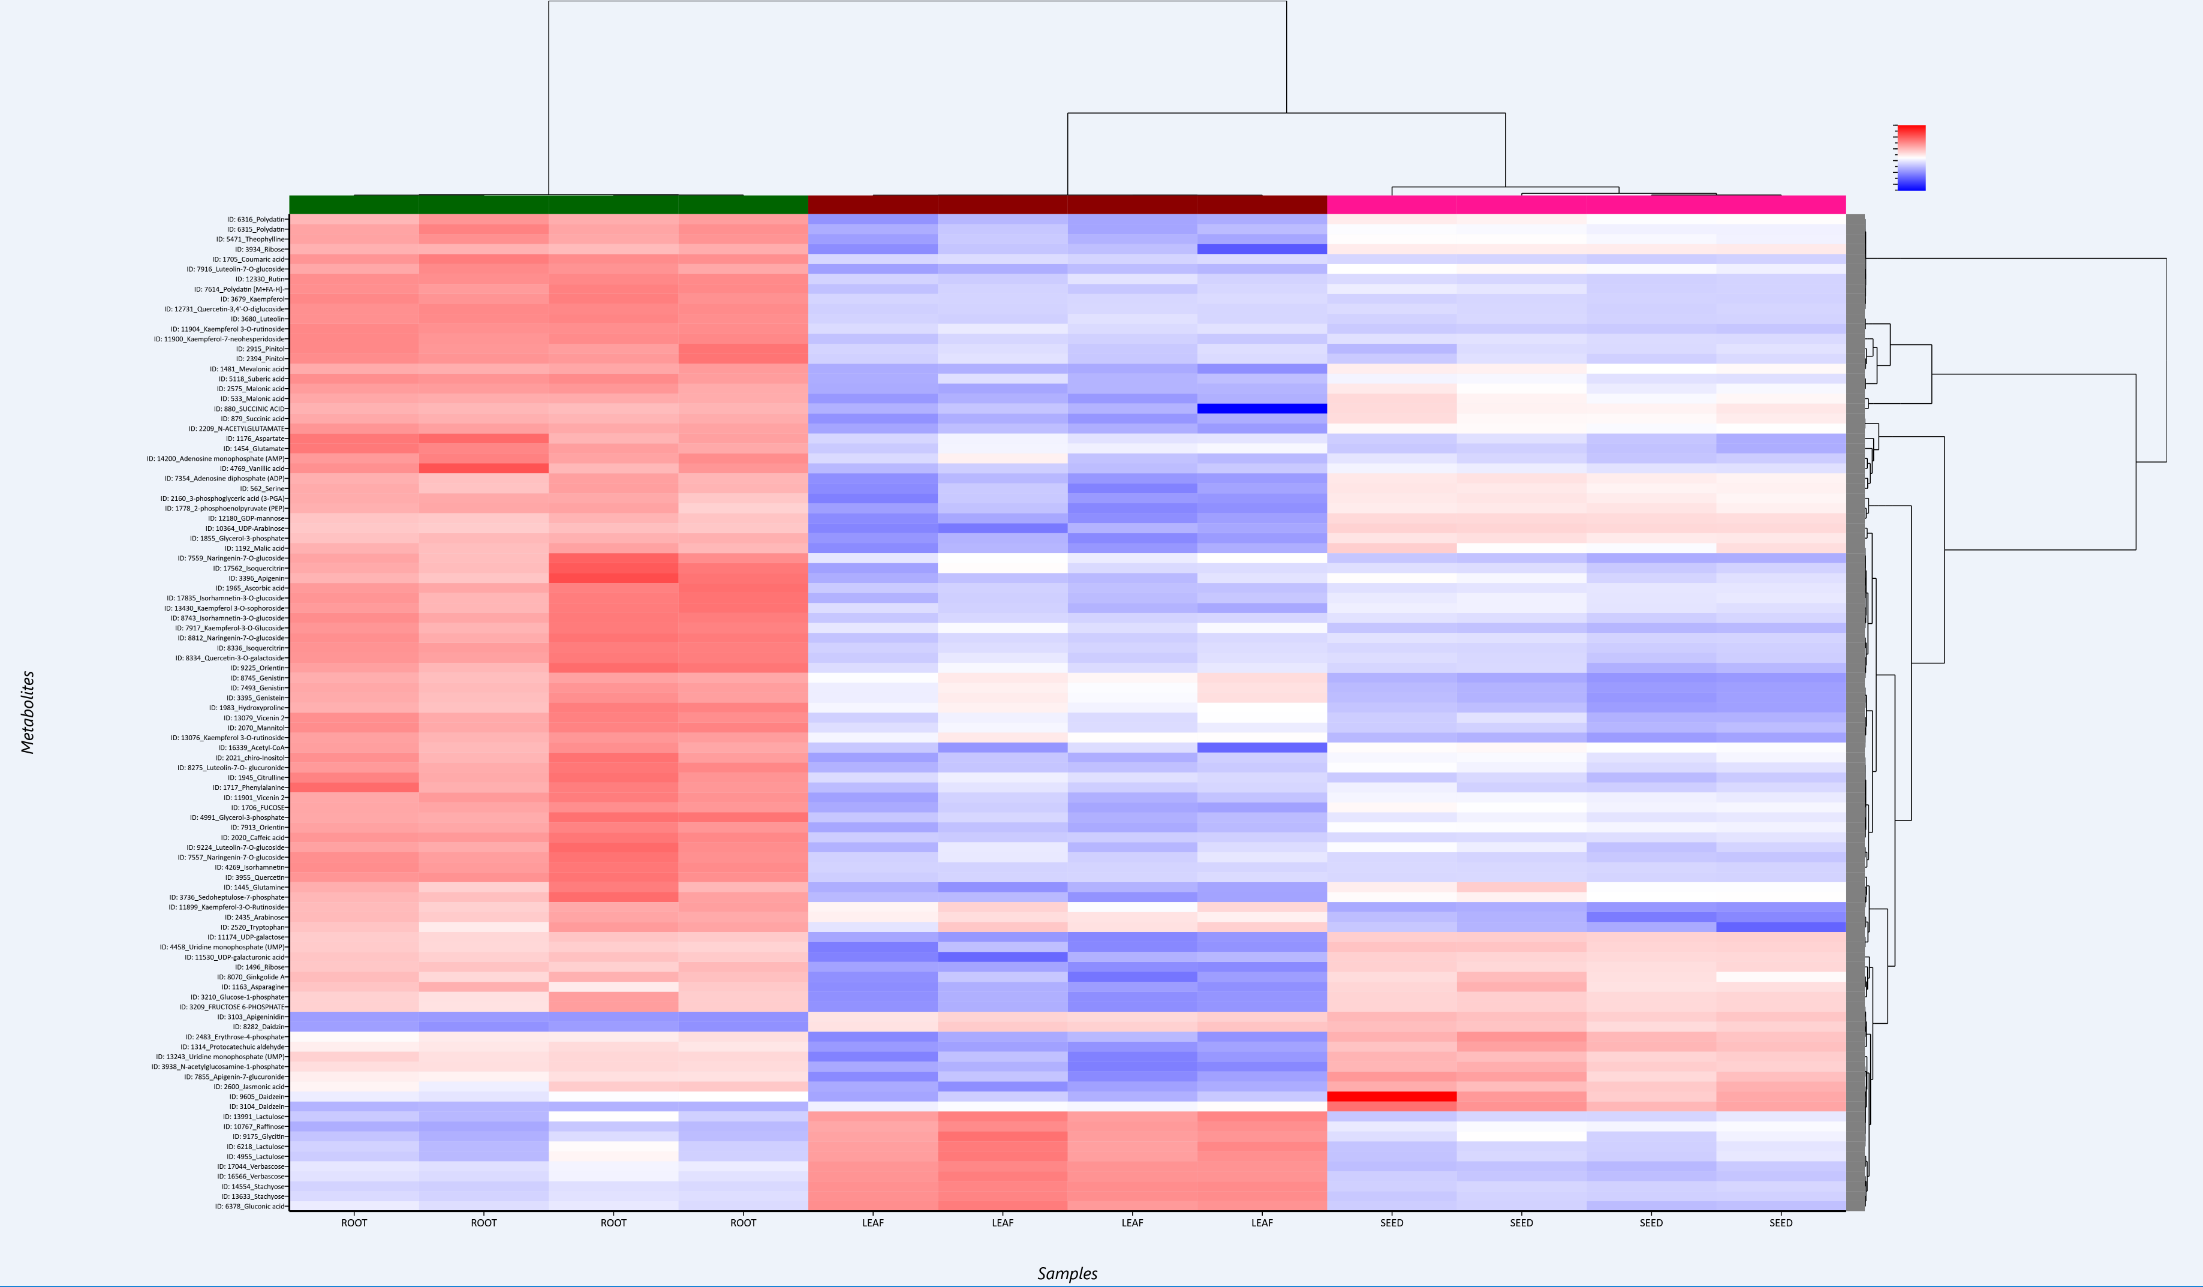 ID: 6316_Polydatin
ID: 6315_Polydatin
ID: 5471_Theophylline
ID: 3934_Ribose
ID: 1705_Coumaric acid
ID: 7916_Luteolin-7-O-glucoside
ID: 12330_Rutin
ID: 7614_Polydatin [M+FA-H]-
ID: 3679_Kaempferol
ID: 12731_Quercetin-3,4'-O-diglucoside
ID: 3680_Luteolin
ID: 11904_Kaempferol 3-O-rutinoside
ID: 11900_Kaempferol-7-neohesperidoside
ID: 2915_Pinitol
ID: 2394_Pinitol
ID: 1481_Mevalonic acid
ID: 5118_Suberic acid
ID: 2575_Malonic acid
ID: 533_Malonic acid
ID: 880_SUCCINIC ACID
ID: 879_Succinic acid
ID: 2209_N-ACETYLGLUTAMATE
ID: 1176_Aspartate
ID: 1454_Glutamate
ID: 14200_Adenosine monophosphate (AMP)
ID: 4769_Vanillic acid
ID: 7354_Adenosine diphosphate (ADP)
ID: 562_Serine
ID: 2160_3-phosphoglyceric acid (3-PGA)
ID: 1778_2-phosphoenolpyruvate (PEP)
ID: 12180_GDP-mannose
ID: 10364_UDP-Arabinose
ID: 1855_Glycerol-3-phosphate
ID: 1192_Malic acid
ID: 7559_Naringenin-7-O-glucoside
ID: 17562_Isoquercitrin
ID: 3396_Apigenin
ID: 1965_Ascorbic acid
ID: 17835_Isorhamnetin-3-O-glucoside
ID: 13430_Kaempferol 3-O-sophoroside
ID: 8743_Isorhamnetin-3-O-glucoside
ID: 7917_Kaempferol-3-O-Glucoside
ID: 8812_Naringenin-7-O-Glucoside
ID: 8336_Isoquercitrin
ID: 8334_Quercetin-3-O-galactoside
ID: 9225_Orientin
ID: 8745_Genistin
ID: 7493_Genistin
ID: 3395_Genistein
ID: 1983_Hydroxyproline
ID: 13079_Vicenin 2
ID: 2070_Mannitol
ID: 13076_Kaempferol 3-O-rutinoside
ID: 16339_Acetyl-CoA
ID: 2021_chiro-Inositol
ID: 8275_Luteolin-7-O- glucuronide
ID: 1945_Citrulline
ID: 1717_Phenylalanine
ID: 11901_Vicenin 2
ID: 1706_FUCOSE
ID: 4991_Glycerol-3-phosphate
ID: 7913_Orientin
ID: 2020_Caffeic acid
ID: 9224_Luteolin-7-O-glucoside
ID: 7557_Naringenin-7-O-glucoside
ID: 4269_Isorhamnetin
ID: 3955_Quercetin
ID: 1445_Glutamine
ID: 3736_Sedoheptulose-7-phosphate
ID: 11899_Kaempferol-3-O-Rutinoside
ID: 2435_Arabinose
ID: 2520_Tryptophan
ID: 11174_UDP-galactose
ID: 4458_Uridine monophosphate (UMP)
ID: 11530_UDP-galacturonic acid
ID: 1496_Ribose
ID: 8070_Ginkgolide A
ID: 1163_Asparagine
ID: 3210_Glucose-1-phosphate
ID: 3209_FRUCTOSE 6-PHOSPHATE
ID: 3103_Apigeninidin
ID: 8282_Daidzin
ID: 2483_Erythrose-4-phosphate
ID: 1314_Protocatechuic aldehyde
ID: 13243_Uridine monophosphate (UMP)
ID: 3938_N-acetylglucosamine-1-phosphate
ID: 7855_Apigenin-7-glucuronide
ID: 2600_Jasmonic acid
ID: 9605_Daidzein
ID: 3104_Daidzein
ID: 13991_Lactulose
ID: 10767_Raffinose
ID: 9175_Glycitin
ID: 6218_Lactulose
ID: 4955_Lactulose
ID: 17044_Verbascose
ID: 16566_Verbascose
ID: 14554_Stachyose
ID: 13633_Stachyose
ID: 6378_Gluconic acid
Metabolites
ROOT ROOT ROOT ROOT LEAF LEAF LEAF LEAF SEED SEED SEED SEED
Samples